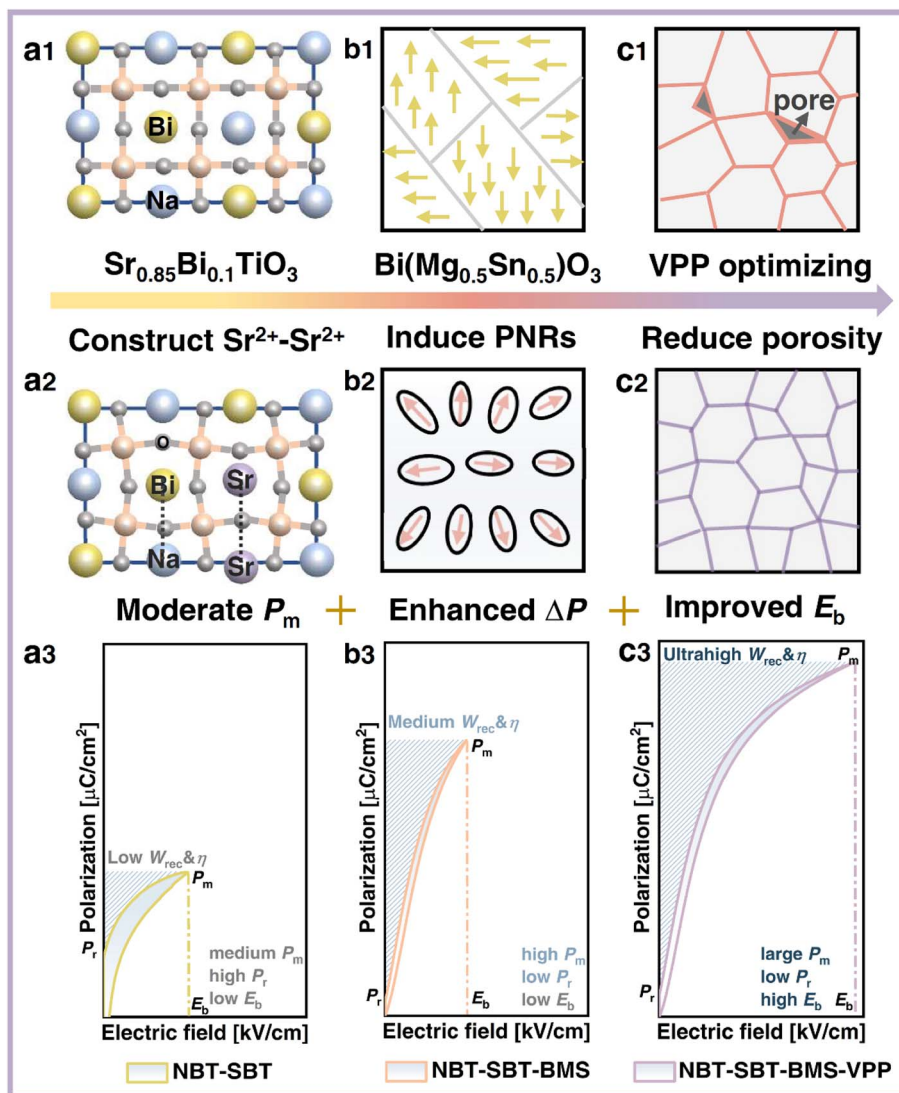 a1
b1
c1
Bi
Na
pore
Sr0.85Bi0.1TiO3
Bi(Mg0.5Sn0.5)O3
VPP optimizing
Construct Sr2+-Sr2+
Induce PNRs
Reduce porosity
a2
b2
c2
O
Bi
Sr
Na
Sr
Moderate Pm + Enhanced ΔP + Improved Eb
a3
Polarization [μC/cm2]
Low Wrec&η
Pm
Pr
medium Pm
high Pr
low Eb
Eb
Electric field [kV/cm]
b3
Polarization [μC/cm2]
Medium Wrec&η
Pm
high Pm
low Pr
low Eb
Pr
Eb
Electric field [kV/cm]
c3
Polarization [μC/cm2]
Ultrahigh Wrec&η
Pm
large Pm
low Pr
high Eb
Pr
Eb
Electric field [kV/cm]
NBT-SBT
NBT-SBT-BMS
NBT-SBT-BMS-VPP